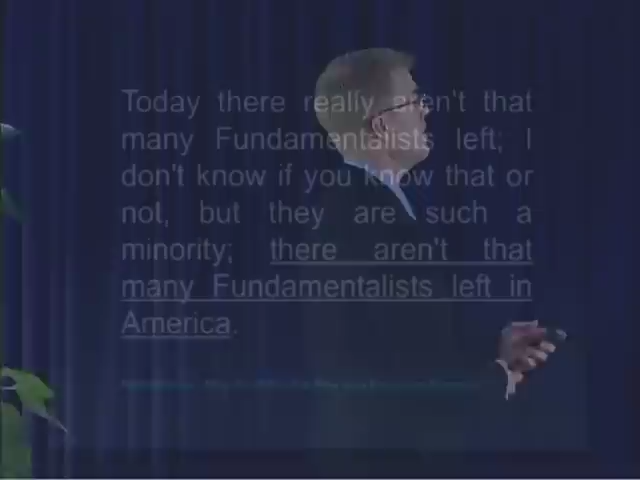 Today there really aren't that
many Fundamentalists left; I
don't know if you know that or
not, but they are such a
minority; there aren't that
many Fundamentalists left in
America.